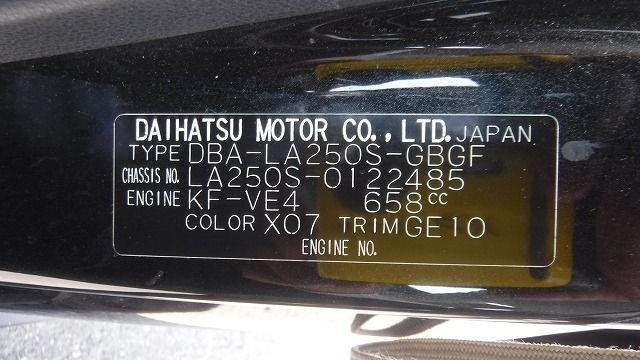 DAIHATSU MOTOR CO., LTD. JAPAN
TYPE DBA-LA250S-GBGF
CHASSIS NO. LA250S-0122485
ENGINE KF-VE4 658cc
COLOR X07 TRIM GE10
ENGINE NO.